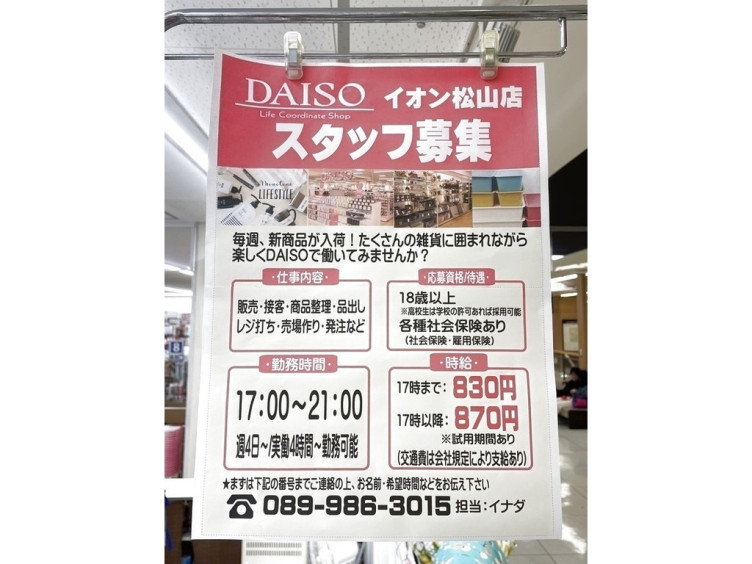 DAISO イオン松山店
Life Coordinate Shop
スタッフ募集
LIFESTYLE
毎週、新商品が入荷！たくさんの雑貨に囲まれながら
楽しくDAISOで働いてみませんか？
・仕事内容・
販売・接客・商品整理・品出し
レジ打ち・売場作り・発注など
・応募資格/待遇・
18歳以上
※高校生は学校の許可あれば採用可能
各種社会保険あり
（社会保険・雇用保険）
・勤務時間・
17:00〜21:00
週4日〜/実働4時間〜勤務可能
・時給・
17時まで：830円
17時以降：870円
※試用期間あり
（交通費は会社規定により支給あり）
★まずは下記の番号までご連絡の上、お名前・希望時間などをお伝え下さい
☎089-986-3015 担当：イナダ
8